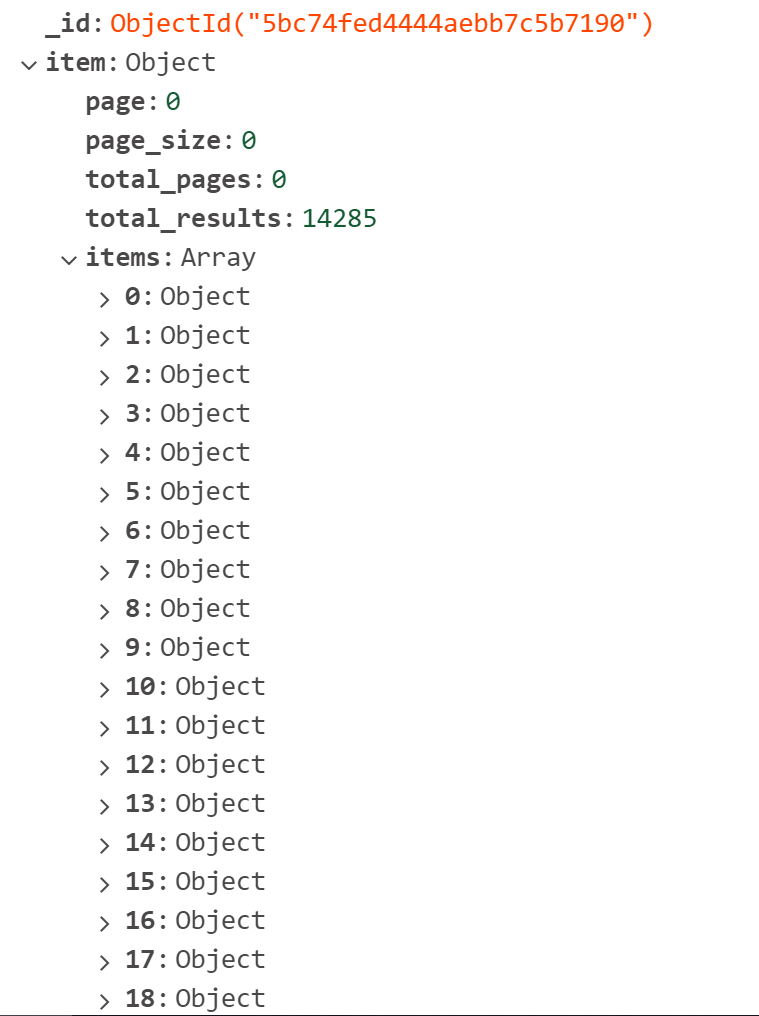 _id: ObjectId("5bc74fed4444aebb7c5b7190")
item: Object
page: 0
page_size: 0
total_pages: 0
total_results: 14285
items: Array
0: Object
1: Object
2: Object
3: Object
4: Object
5: Object
6: Object
7: Object
8: Object
9: Object
10: Object
11: Object
12: Object
13: Object
14: Object
15: Object
16: Object
17: Object
18: Object